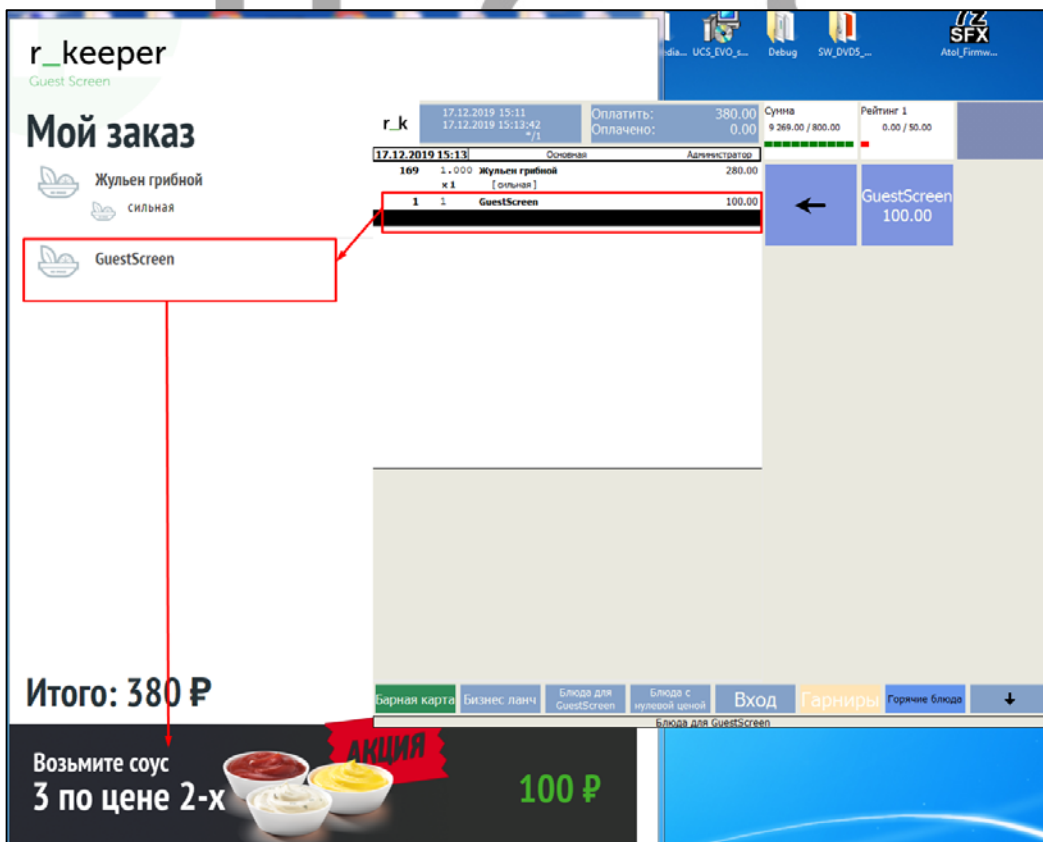 r_keeper
Guest Screen
Мой заказ
Жульен грибной
сильная
GuestScreen
Итого: 380 ₽
Возьмите соус
3 по цене 2-х
АКЦИЯ
100 ₽
UCS_EVO_s...
Debug
SW_DVD5_...
7Z
SFX
Atol_Firmw...
r_k
17.12.2019 15:11
17.12.2019 15:13:42
*/1
Оплатить: 380.00
Оплачено: 0.00
Сумма
9 269.00 / 800.00
Рейтинг 1
0.00 / 50.00
17.12.2019 15:13 Основная Администратор
169 1.000 Жульен грибной 280.00
x 1 [ сильная ]
1 1 GuestScreen 100.00
GuestScreen
100.00
Барная карта
Бизнес ланч
Блюда для
GuestScreen
Блюда с
нулевой ценой
Вход
Гарниры
Горячие блюда
Блюда для GuestScreen